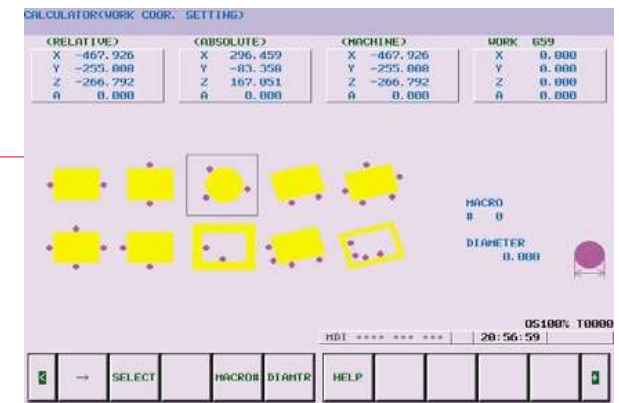 CALCULATOR(WORK COOR. SETTING)
(RELATIVE) (ABSOLUTE) (MACHINE) WORK G59
X -467.926 X 296.459 X -467.926 X 0.000
Y -255.008 Y -83.358 Y -255.008 Y 0.000
Z -266.792 Z 167.051 Z -266.792 Z 0.000
A 0.000 A 0.000 A 0.000 A 0.000
MACRO
# 0
DIAMETER
0.000
OS100% T0000
MDI **** *** *** 20:56:59
→ SELECT MACRO# DIAMTR HELP